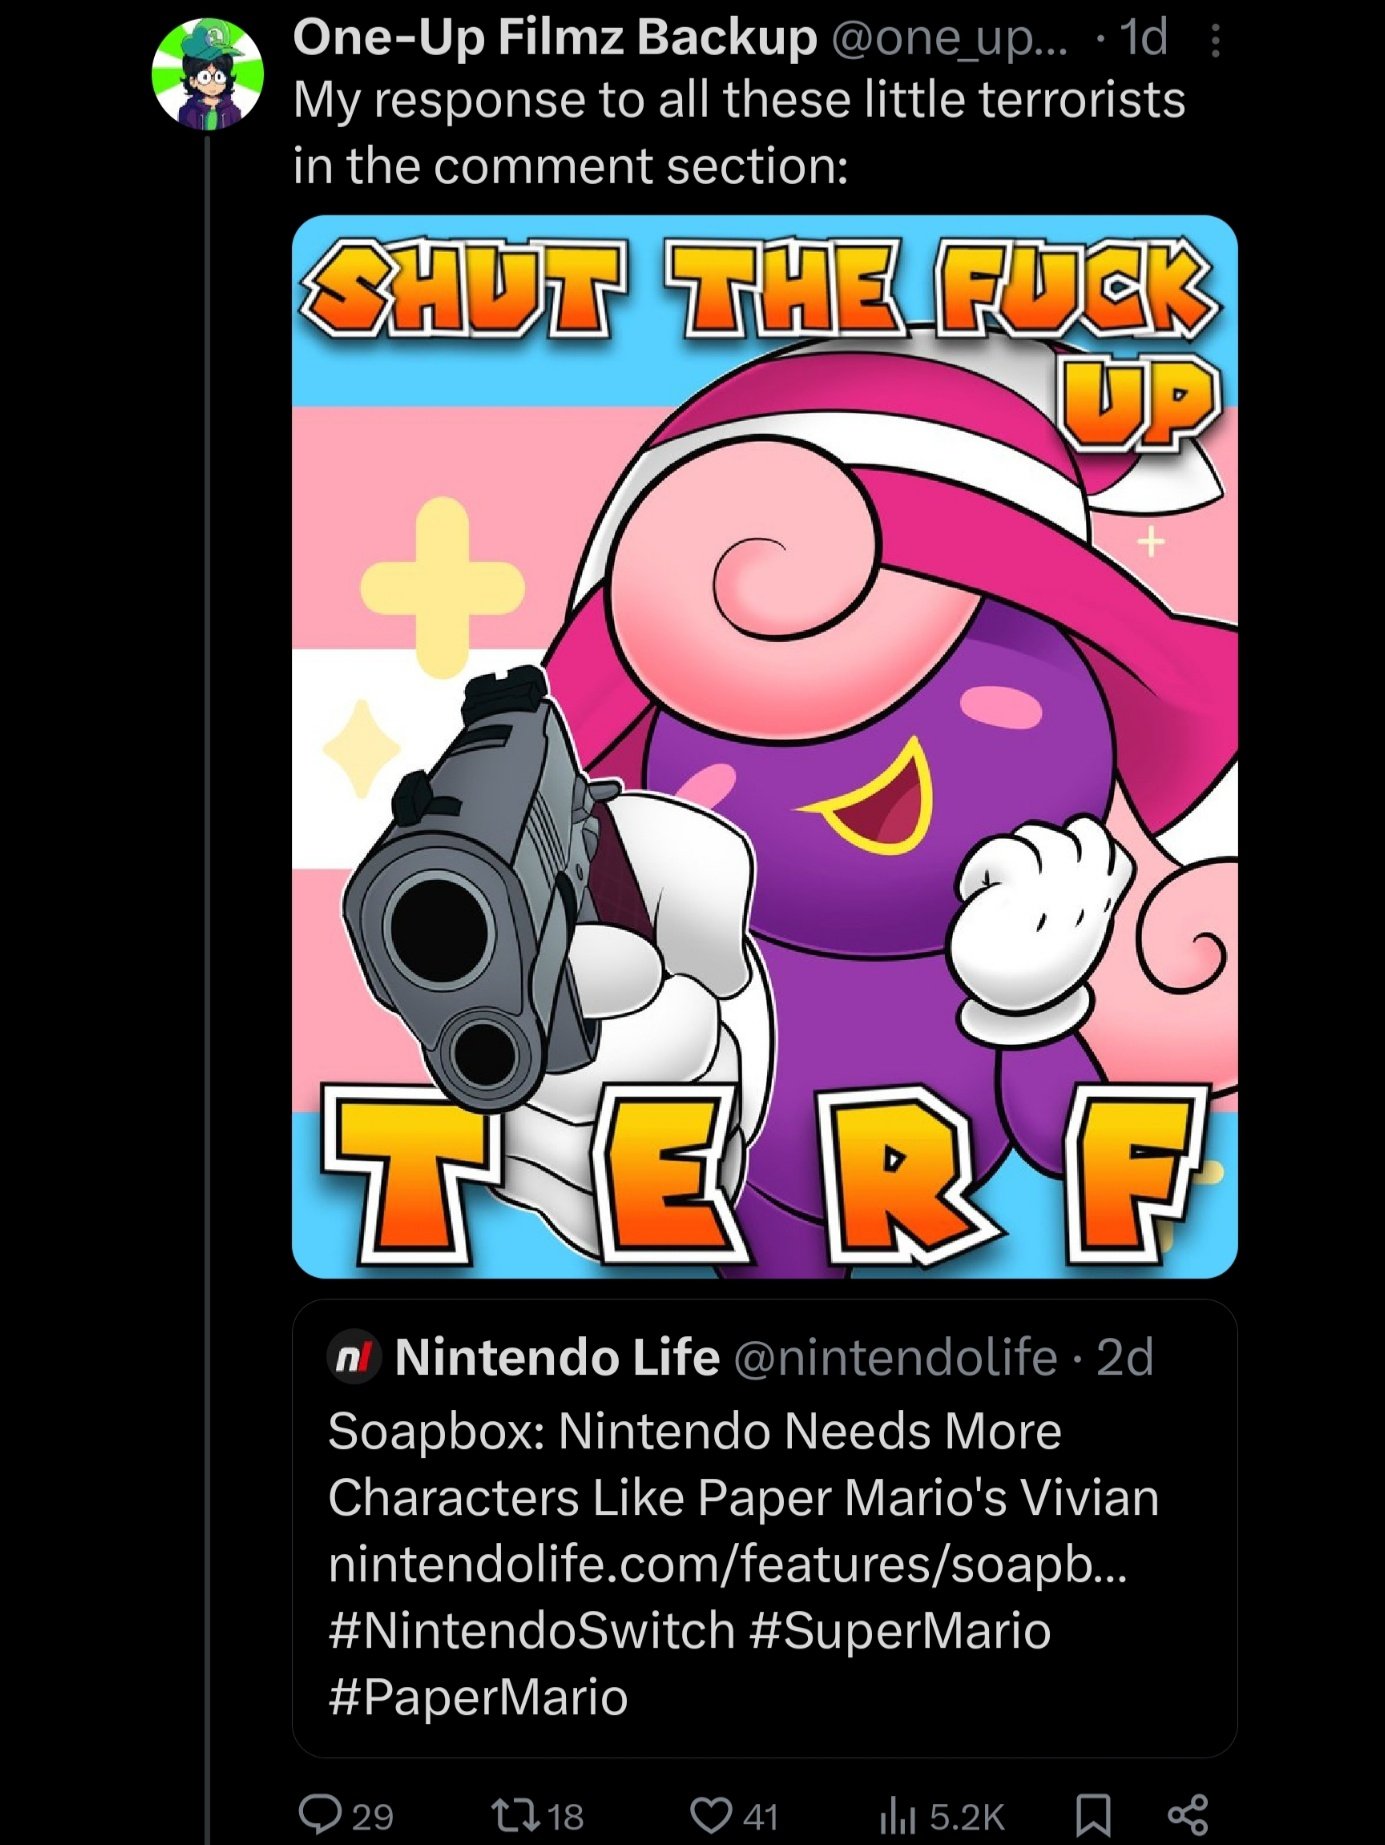 One-Up Filmz Backup @one_up... · 1d
My response to all these little terrorists
in the comment section:
SHUT THE FUCK
UP
TERF
nl Nintendo Life @nintendolife · 2d
Soapbox: Nintendo Needs More
Characters Like Paper Mario's Vivian
nintendolife.com/features/soapb...
#NintendoSwitch #SuperMario
#PaperMario
29 18 41 5.2K